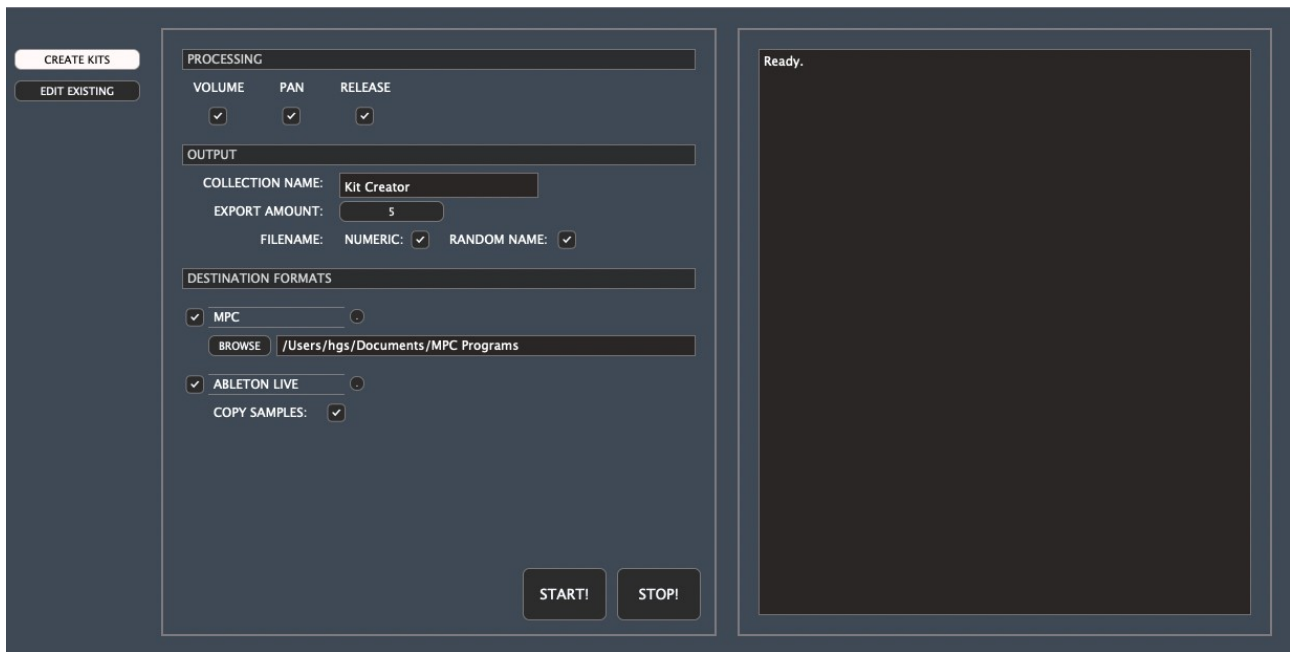 CREATE KITS
EDIT EXISTING
PROCESSING
VOLUME PAN RELEASE
OUTPUT
COLLECTION NAME: Kit Creator
EXPORT AMOUNT: 5
FILENAME: NUMERIC: RANDOM NAME:
DESTINATION FORMATS
MPC
BROWSE /Users/hgs/Documents/MPC Programs
ABLETON LIVE
COPY SAMPLES:
START! STOP!
Ready.